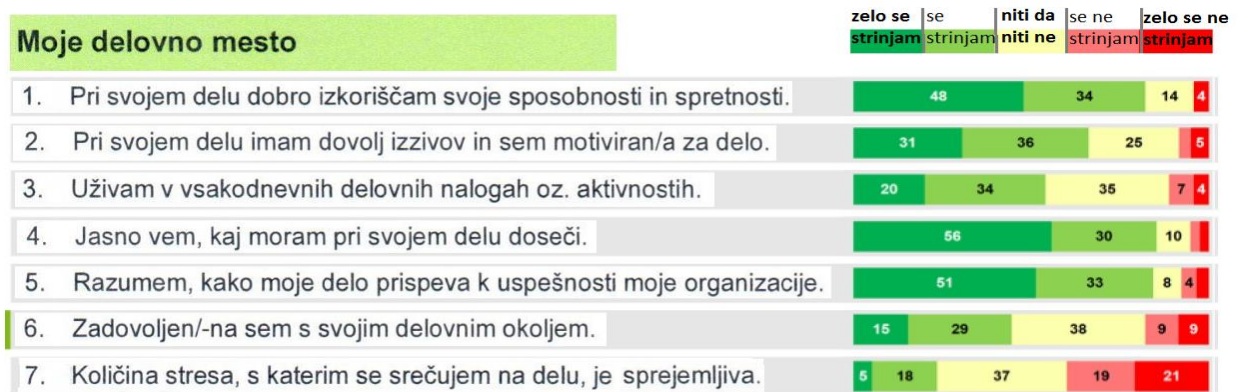 zelo se se niti da se ne zelo se ne
Moje delovno mesto strinjam strinjam niti ne strinjam strinjam
1. Pri svojem delu dobro izkoriščam svoje sposobnosti in spretnosti. 48 34 14 4
2. Pri svojem delu imam dovolj izzivov in sem motiviran/a za delo. 31 36 25 5
3. Uživam v vsakodnevnih delovnih nalogah oz. aktivnostih. 20 34 35 7 4
4. Jasno vem, kaj moram pri svojem delu doseči. 56 30 10
5. Razumem, kako moje delo prispeva k uspešnosti moje organizacije. 51 33 8 4
6. Zadovoljen/-na sem s svojim delovnim okoljem. 15 29 38 9 9
7. Količina stresa, s katerim se srečujem na delu, je sprejemljiva. 5 18 37 19 21